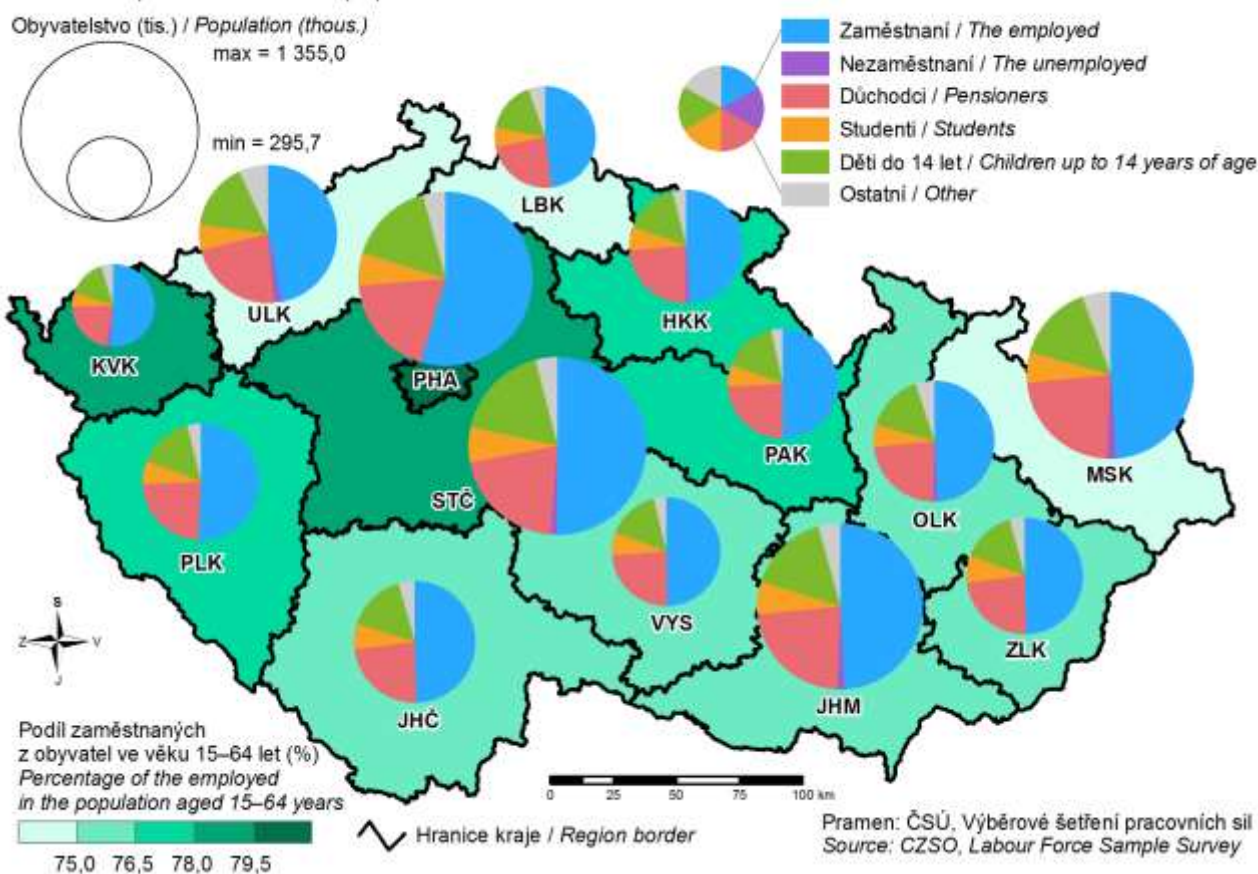 Obyvatelstvo (tis.) / Population (thous.)
max = 1 355,0
min = 295,7
Zaměstnaní / The employed
Nezaměstnaní / The unemployed
Důchodci / Pensioners
Studenti / Students
Děti do 14 let / Children up to 14 years of age
Ostatní / Other
LBK
ULK
HKK
KVK
PHA
PAK
MSK
STČ
OLK
PLK
VYS
ZLK
JHM
JHČ
S
Z V
J
Podíl zaměstnaných
z obyvatel ve věku 15–64 let (%)
Percentage of the employed
in the population aged 15–64 years
75,0 76,5 78,0 79,5
Hranice kraje / Region border
0 25 50 75 100 km
Pramen: ČSÚ, Výběrové šetření pracovních sil
Source: CZSO, Labour Force Sample Survey